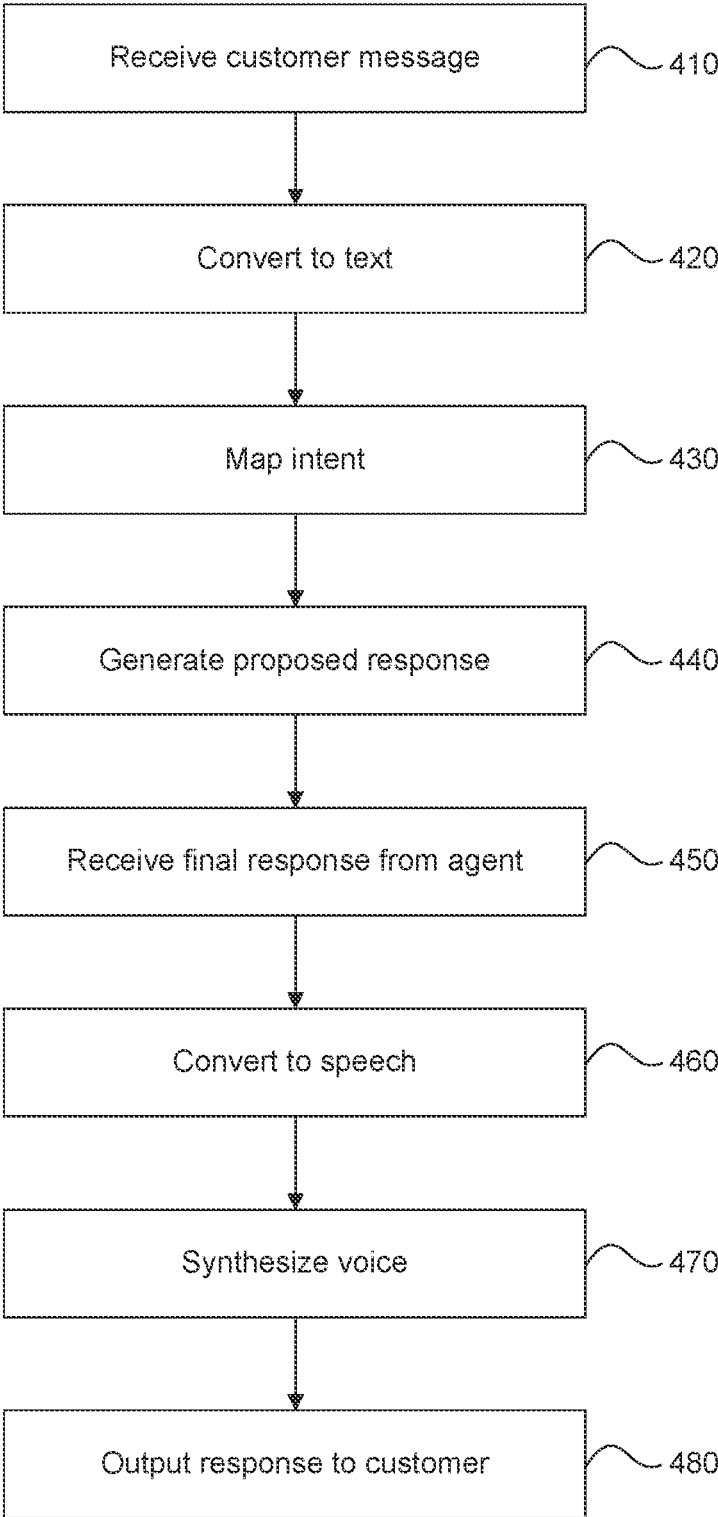 Receive customer message 410
Convert to text 420
Map intent 430
Generate proposed response 440
Receive final response from agent 450
Convert to speech 460
Synthesize voice 470
Output response to customer 480